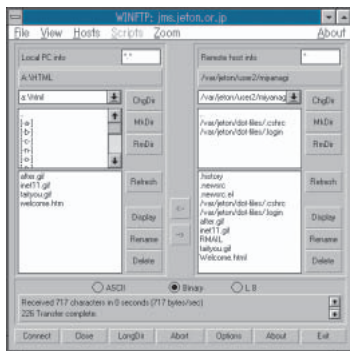 WINFTP: jms.jeton.or.jp
File View Hosts Scripts Zoom About
Local PC info *.*
Remote host info *
A:\HTML
/var/jeton/user2/miyanagi
a:\html ChgDir
/var/jeton/user2/miyanagi ChgDir
..
[-a-]
[-b-]
[-c-]
MkDir
RmDir
..
/var/jeton/dot-files/.cshrc
/var/jeton/dot-files/.login
MkDir
RmDir
after.gif
inet11.gif
taiyou.gif
welcome.htm
Refresh
Display
Rename
Delete
<-
->
.history
.newsrc
.newsrc.el
/var/jeton/dot-files/.cshrc
/var/jeton/dot-files/.login
after.gif
inet11.gif
RMAIL
taiyou.gif
Welcome.html
Refresh
Display
Rename
Delete
ASCII Binary L 8
Received 717 characters in 0 seconds (717 bytes/sec)
226 Transfer complete.
Connect Close LongDir Abort Options About Exit